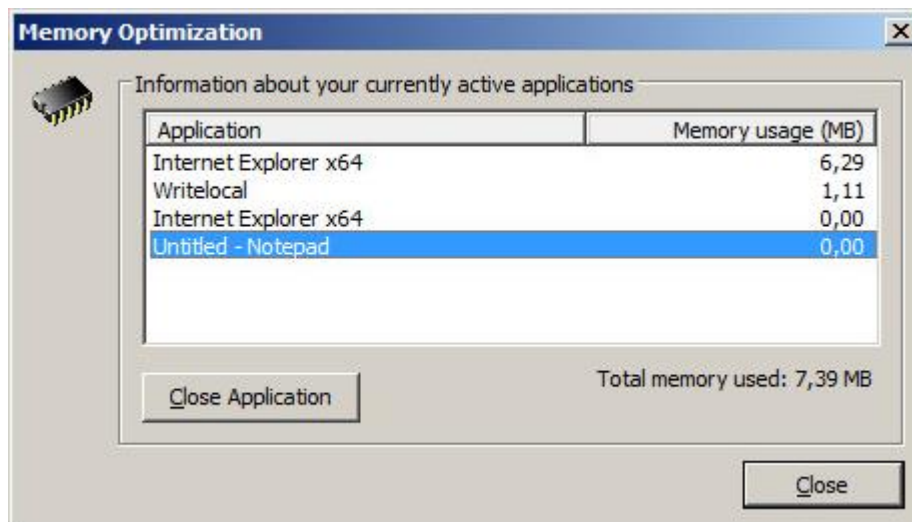 Memory Optimization
Information about your currently active applications
Application Memory usage (MB)
Internet Explorer x64 6,29
Writelocal 1,11
Internet Explorer x64 0,00
Untitled - Notepad 0,00
Total memory used: 7,39 MB
Close Application
Close